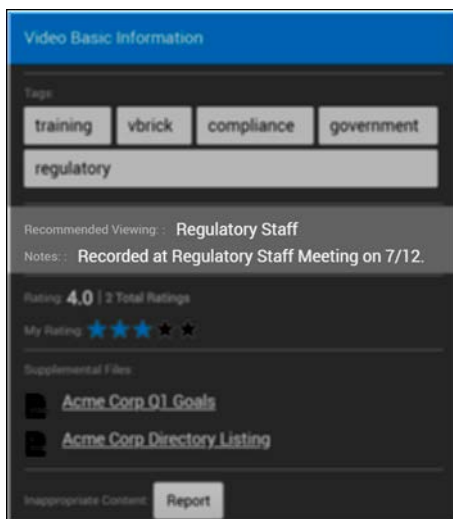 Video Basic Information
Tags:
training vbrick compliance government
regulatory
Recommended Viewing: : Regulatory Staff
Notes: : Recorded at Regulatory Staff Meeting on 7/12.
Rating: 4.0 | 2 Total Ratings
My Rating:
Supplemental Files:
Acme Corp Q1 Goals
Acme Corp Directory Listing
Inappropriate Content: Report